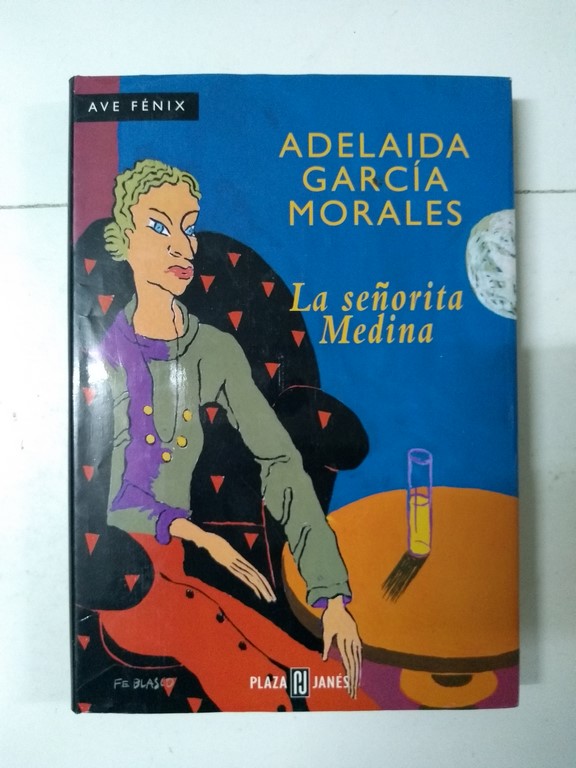 AVE FÉNIX
ADELAIDA
GARCÍA
MORALES
La señorita
Medina
FE BLASCO
PLAZA PJ JANÉS